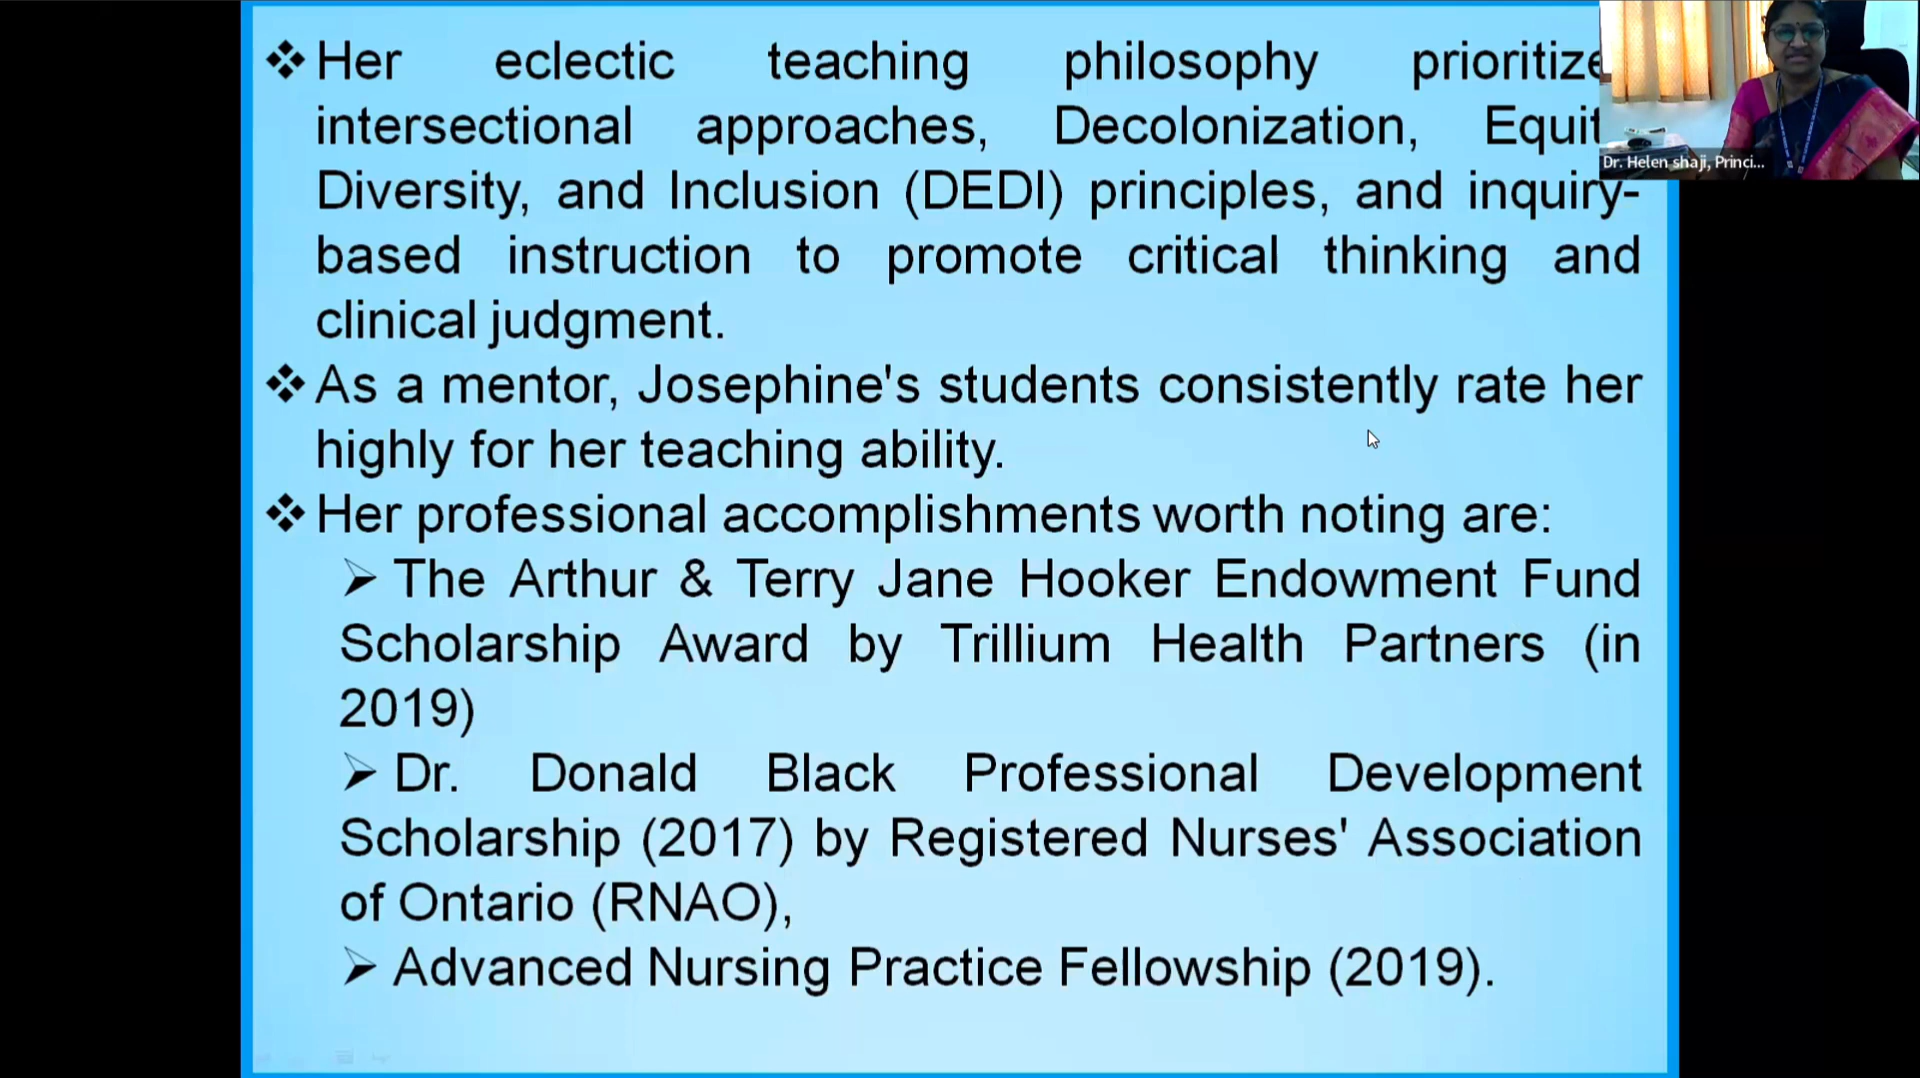 Her eclectic teaching philosophy prioritize
intersectional approaches, Decolonization,
Diversity, and Inclusion (DEDI) principles, and inquiry-
based instruction to promote critical thinking and
clinical judgment.
As a mentor, Josephine's students consistently rate her
highly for her teaching ability.
Her professional accomplishments worth noting are:
The Arthur & Terry Jane Hooker Endowment Fund
Scholarship Award by Trillium Health Partners (in
2019)
Dr. Donald Black Professional Development
Scholarship (2017) by Registered Nurses' Association
of Ontario (RNAO),
Advanced Nursing Practice Fellowship (2019).
Dr. Helen shaji, Princi...